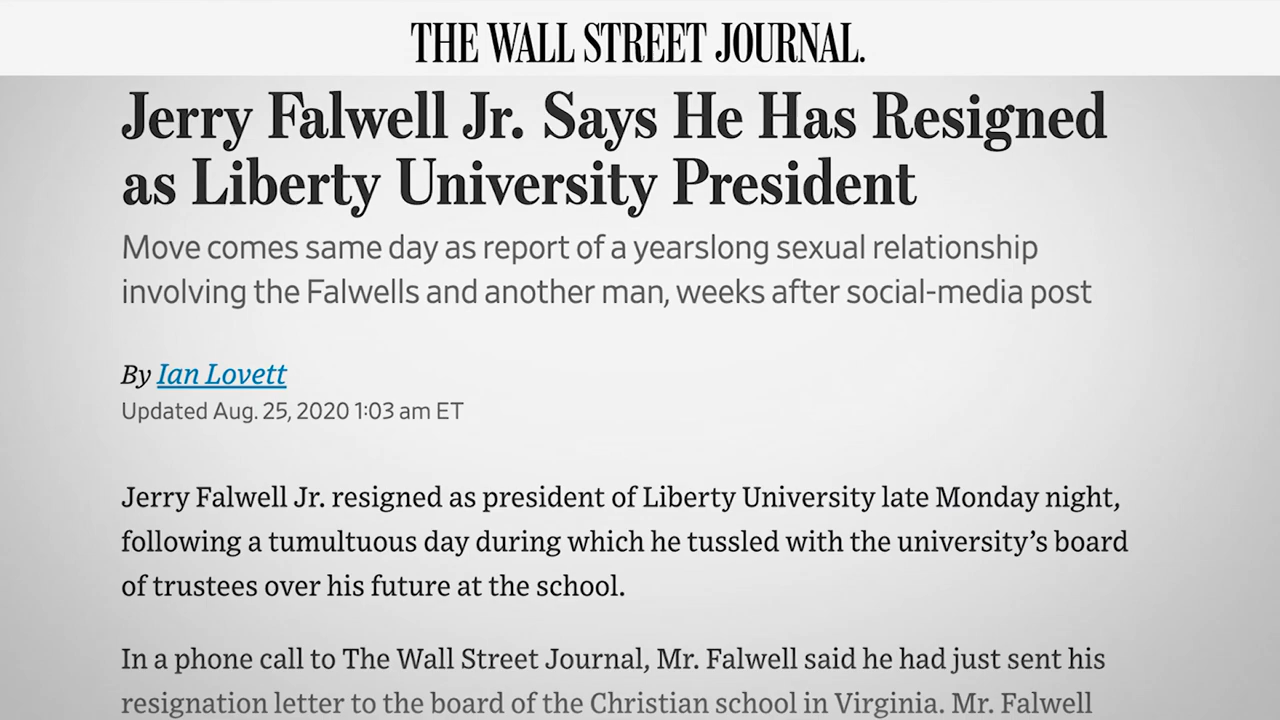 THE WALL STREET JOURNAL.
Jerry Falwell Jr. Says He Has Resigned
as Liberty University President
Move comes same day as report of a yearslong sexual relationship
involving the Falwells and another man, weeks after social-media post
By Ian Lovett
Updated Aug. 25, 2020 1:03 am ET
Jerry Falwell Jr. resigned as president of Liberty University late Monday night,
following a tumultuous day during which he tussled with the university’s board
of trustees over his future at the school.
In a phone call to The Wall Street Journal, Mr. Falwell said he had just sent his
resignation letter to the board of the Christian school in Virginia. Mr. Falwell